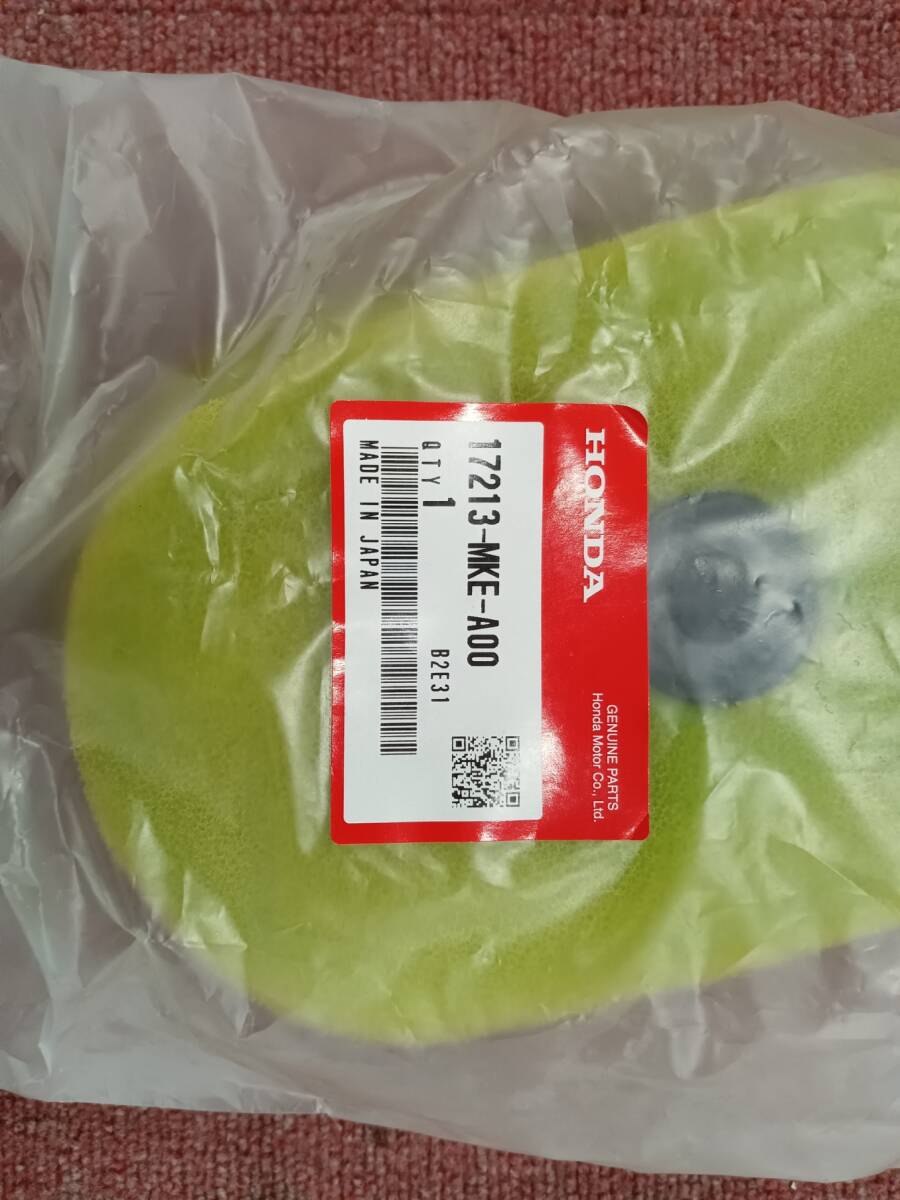 HONDA
GENUINE PARTS
Honda Motor Co., Ltd.
17213-MKE-A00
B2E31
QTY 1
MADE IN JAPAN